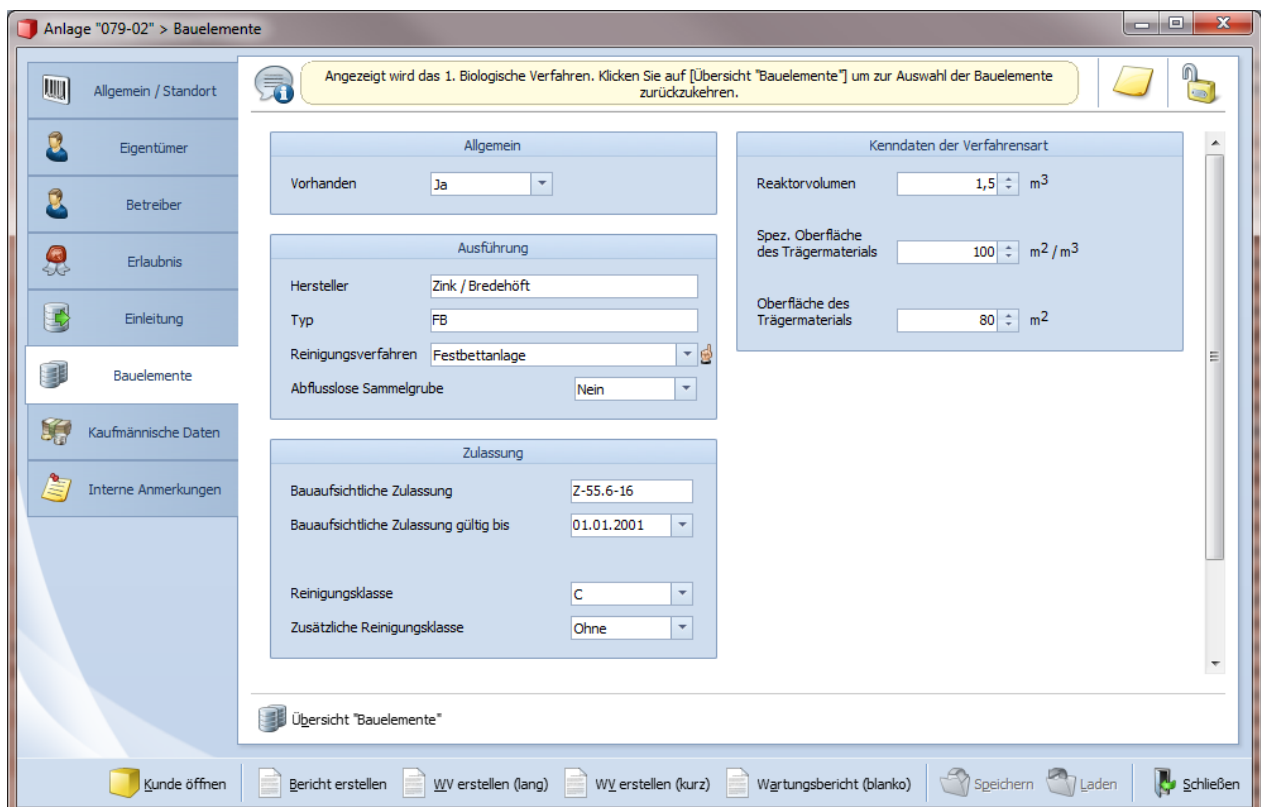 Anlage "079-02" > Bauelemente
Allgemein / Standort
Eigentümer
Betreiber
Erlaubnis
Einleitung
Bauelemente
Kaufmännische Daten
Interne Anmerkungen
Angezeigt wird das 1. Biologische Verfahren. Klicken Sie auf [Übersicht "Bauelemente"] um zur Auswahl der Bauelemente
zurückzukehren.
Allgemein
Vorhanden Ja
Ausführung
Hersteller Zink / Bredehöft
Typ FB
Reinigungsverfahren Festbettanlage
Abflusslose Sammelgrube Nein
Zulassung
Bauaufsichtliche Zulassung Z-55.6-16
Bauaufsichtliche Zulassung gültig bis 01.01.2001
Reinigungsklasse C
Zusätzliche Reinigungsklasse Ohne
Kenndaten der Verfahrensart
Reaktorvolumen 1,5 m³
Spez. Oberfläche
des Trägermaterials 100 m² / m³
Oberfläche des
Trägermaterials 80 m²
Übersicht "Bauelemente"
Kunde öffnen Bericht erstellen WV erstellen (lang) WV erstellen (kurz) Wartungsbericht (blanko) Speichern Laden Schließen